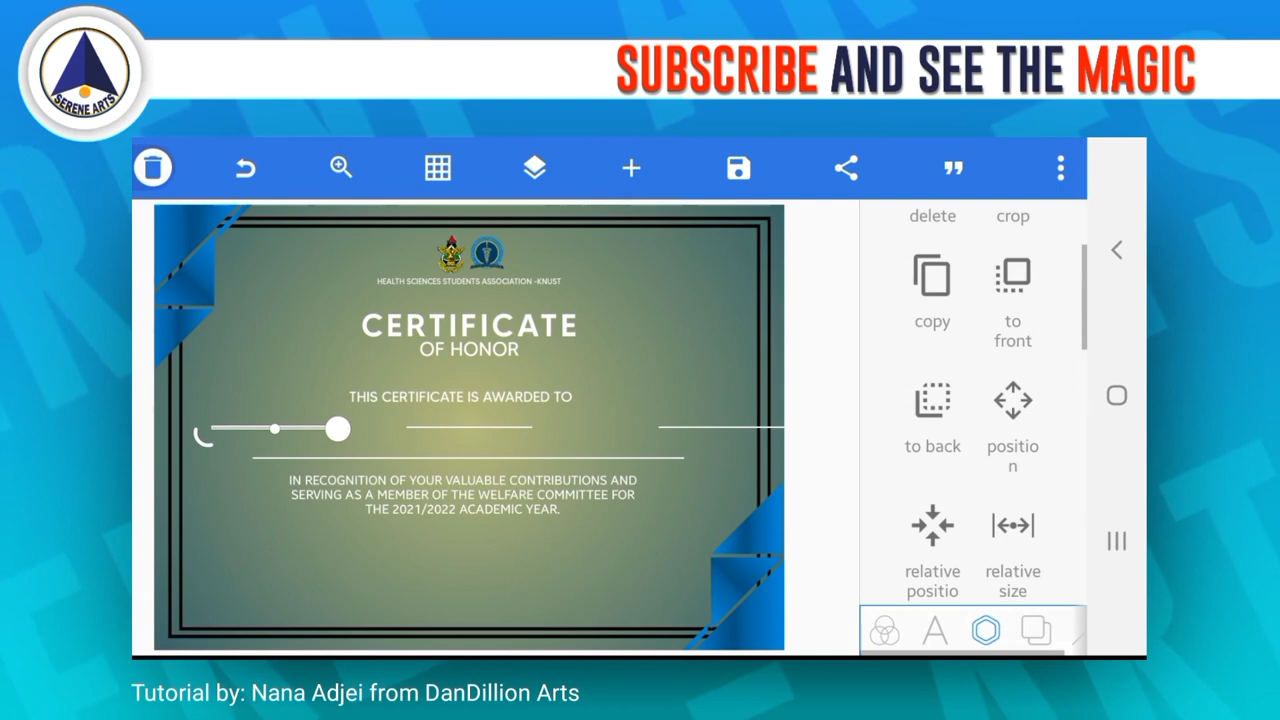 SUBSCRIBE AND SEE THE MAGIC
SERENE ARTS
delete
crop
copy
to
front
to back
positio
n
relative
positio
relative
size
HEALTH SCIENCES STUDENTS ASSOCIATION -KNUST
CERTIFICATE
OF HONOR
THIS CERTIFICATE IS AWARDED TO
IN RECOGNITION OF YOUR VALUABLE CONTRIBUTIONS AND
SERVING AS A MEMBER OF THE WELFARE COMMITTEE FOR
THE 2021/2022 ACADEMIC YEAR.
Tutorial by: Nana Adjei from DanDillion Arts